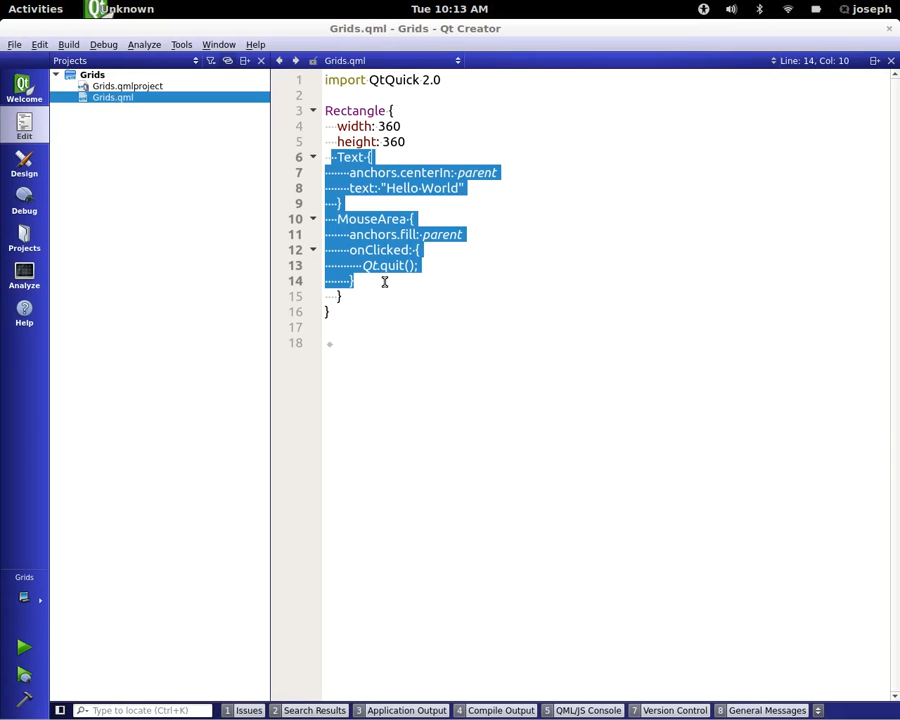 Activities Unknown Tue 10:13 AM joseph
Grids.qml - Grids - Qt Creator
File Edit Build Debug Analyze Tools Window Help
Projects Grids.qml Line: 14, Col: 10
Qt
Welcome
Edit
Design
Debug
Projects
Analyze
Help
Grids
Grids
Grids.qmlproject
Grids.qml
1 import QtQuick 2.0
2
3 Rectangle {
4 width: 360
5 height: 360
6 Text {
7 anchors.centerIn: parent
8 text: "Hello World"
9 }
10 MouseArea {
11 anchors.fill: parent
12 onClicked: {
13 Qt.quit();
14 }
15 }
16 }
17
18
Type to locate (Ctrl+K) 1 Issues 2 Search Results 3 Application Output 4 Compile Output 5 QML/JS Console 7 Version Control 8 General Messages